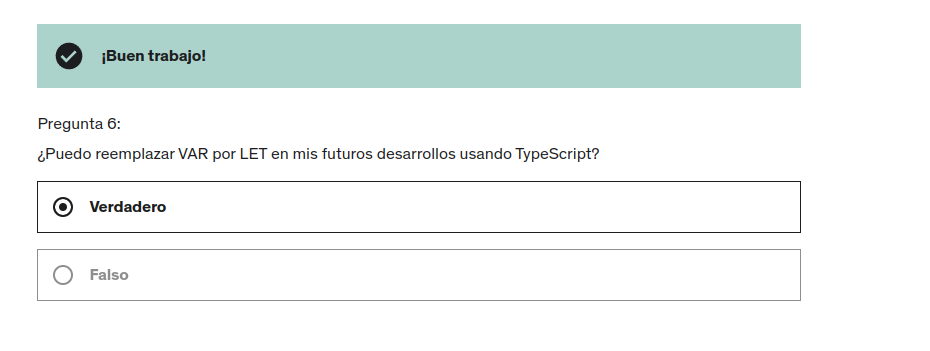 ¡Buen trabajo!
Pregunta 6:
¿Puedo reemplazar VAR por LET en mis futuros desarrollos usando TypeScript?
Verdadero
Falso